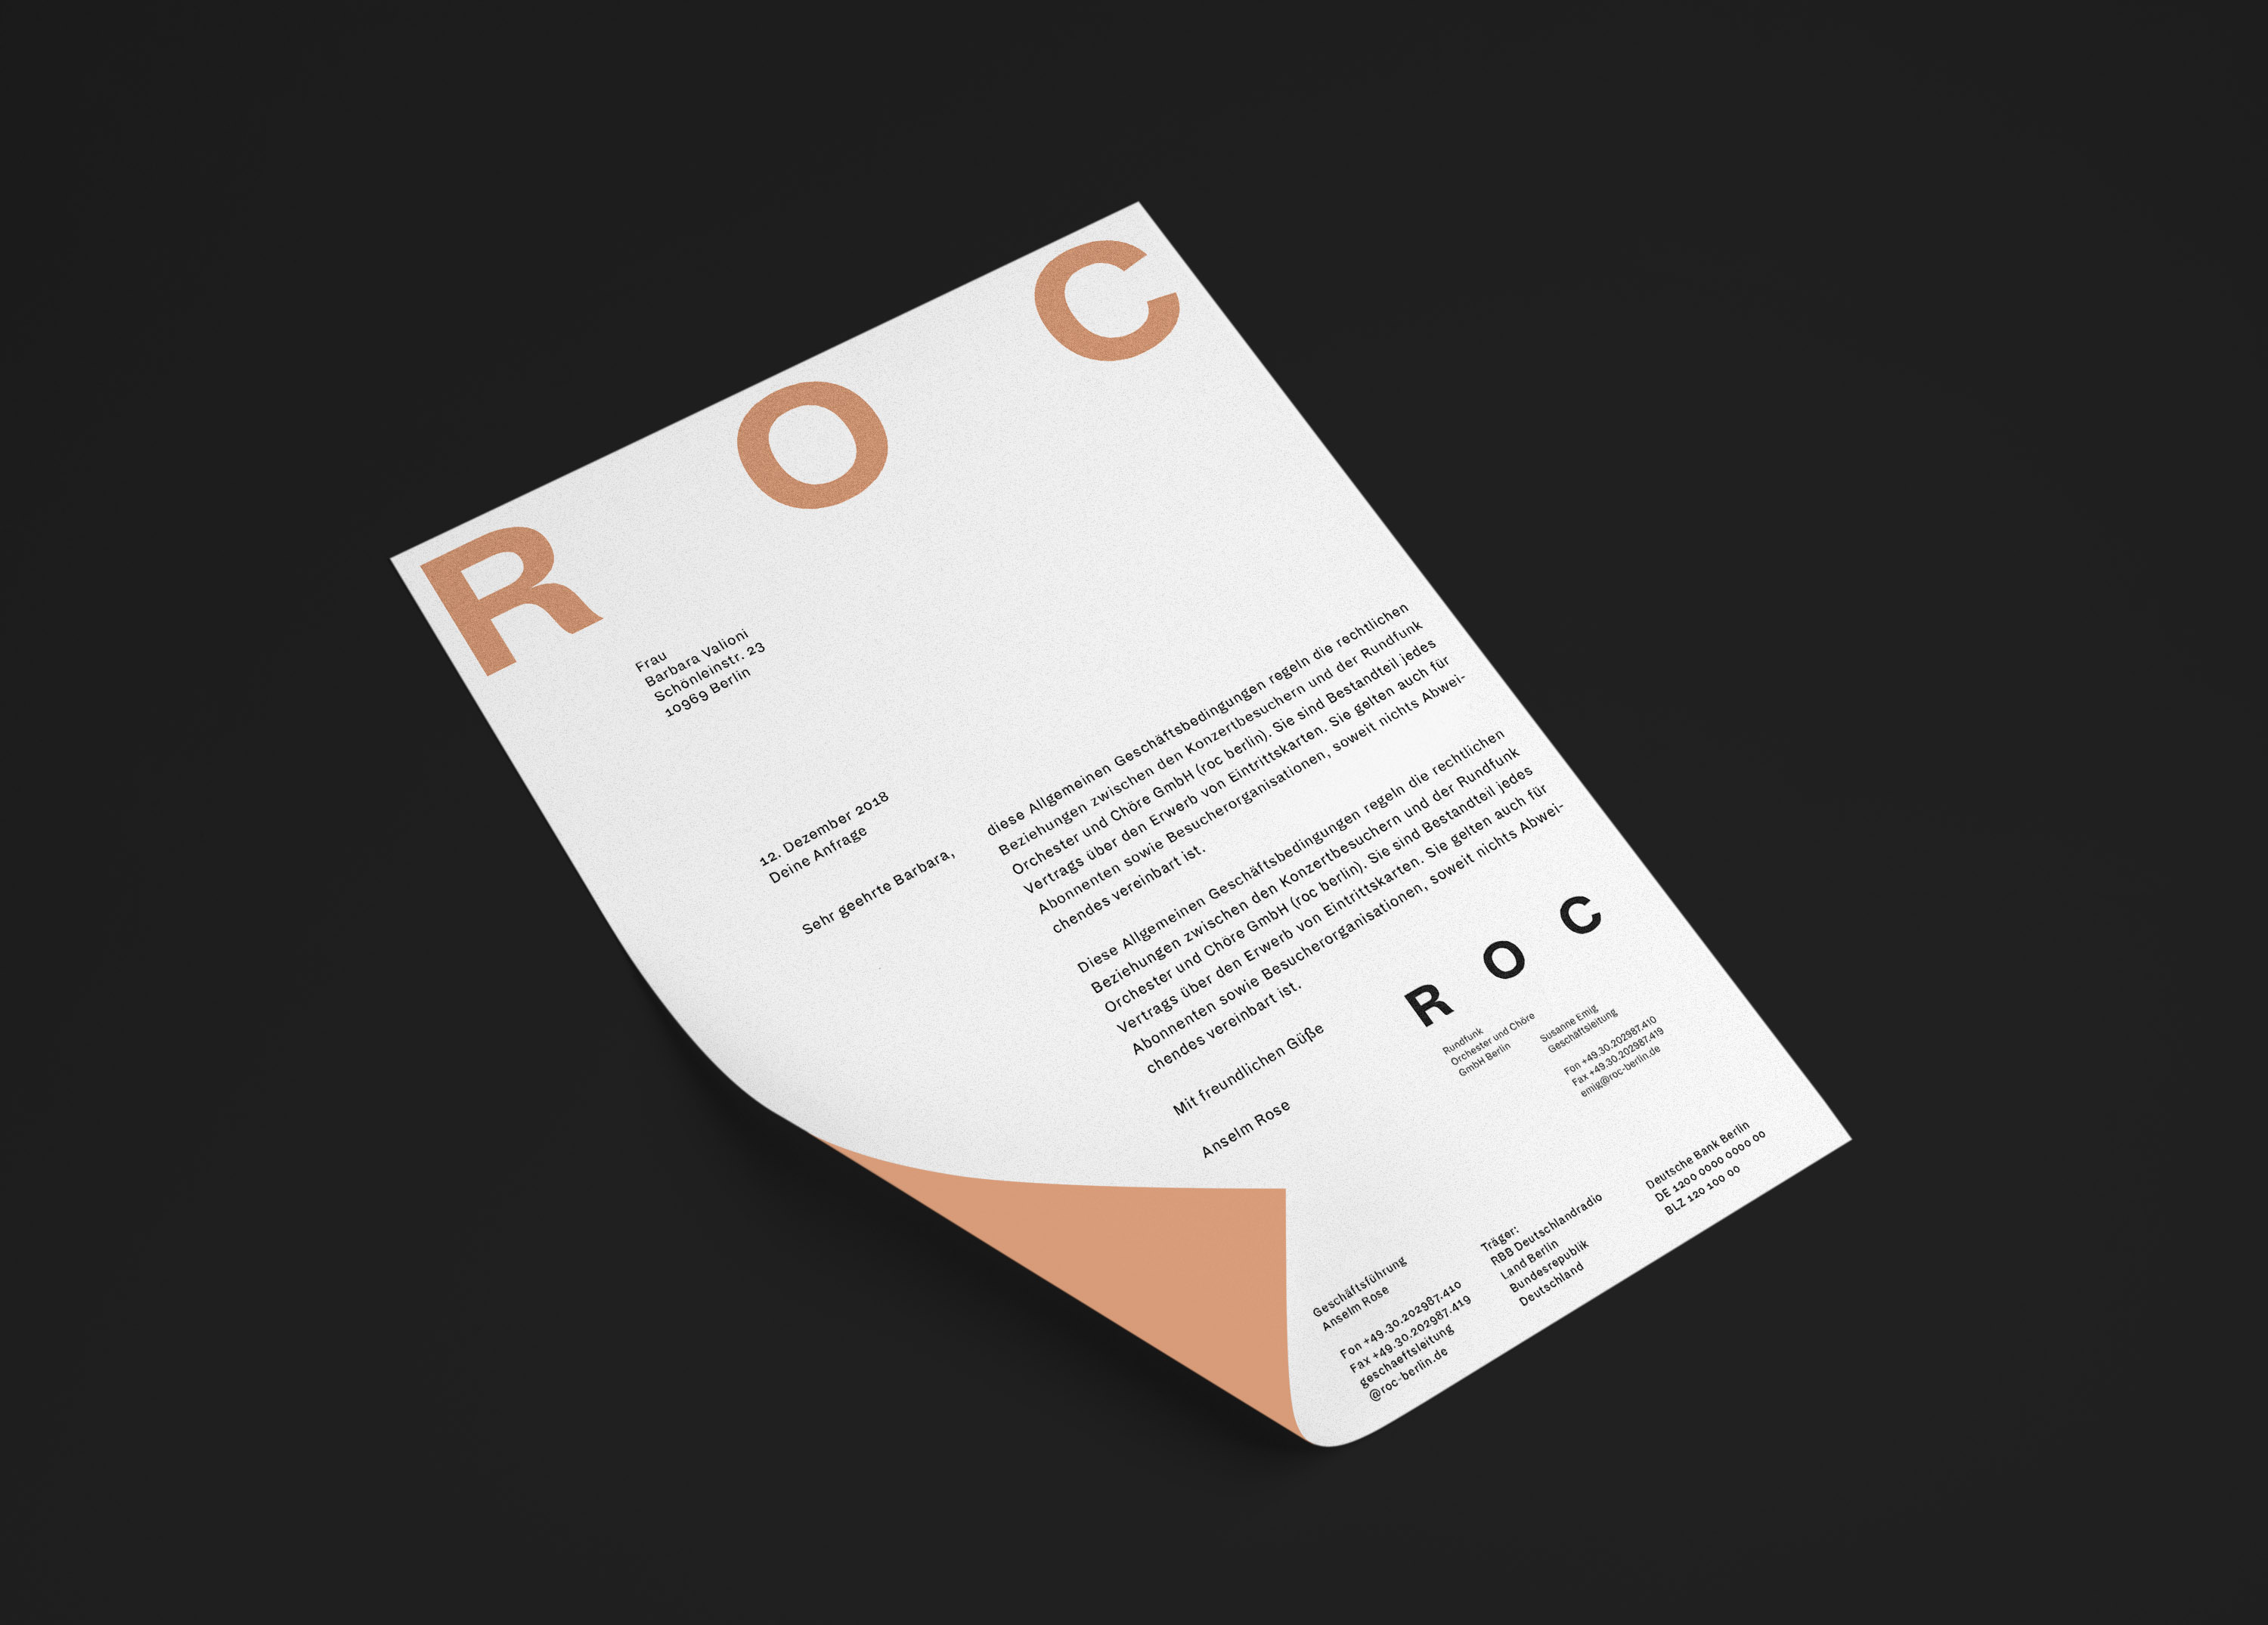 R O C
Frau
Barbara Valioni
Schönleinstr. 23
10969 Berlin
12. Dezember 2018
Deine Anfrage
Sehr geehrte Barbara,
diese Allgemeinen Geschäftsbedingungen regeln die rechtlichen
Beziehungen zwischen den Konzertbesuchern und der Rundfunk
Orchester und Chöre GmbH (roc berlin). Sie sind Bestandteil jedes
Vertrags über den Erwerb von Eintrittskarten. Sie gelten auch für
Abonnenten sowie Besucherorganisationen, soweit nichts Abwei-
chendes vereinbart ist.
Diese Allgemeinen Geschäftsbedingungen regeln die rechtlichen
Beziehungen zwischen den Konzertbesuchern und der Rundfunk
Orchester und Chöre GmbH (roc berlin). Sie sind Bestandteil jedes
Vertrags über den Erwerb von Eintrittskarten. Sie gelten auch für
Abonnenten sowie Besucherorganisationen, soweit nichts Abwei-
chendes vereinbart ist.
Mit freundlichen Güße
Anselm Rose
R O C
Rundfunk
Orchester und Chöre
GmbH Berlin
Susanne Emig
Geschäftsleitung
Fon +49.30.202987.410
Fax +49.30.202987.419
emig@roc-berlin.de
Geschäftsführung
Anselm Rose
Fon +49.30.202987.410
Fax +49.30.202987.419
geschaeftsleitung
@roc-berlin.de
Träger:
RBB Deutschlandradio
Land Berlin
Bundesrepublik
Deutschland
Deutsche Bank Berlin
DE 1200 0000 0000 00
BLZ 120 100 00